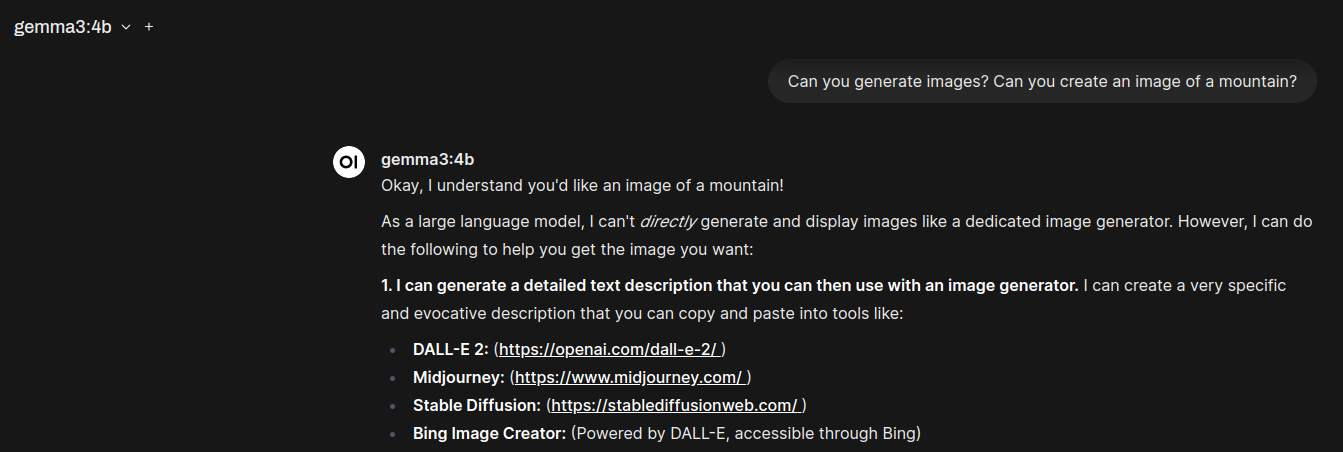 gemma3:4b
Can you generate images? Can you create an image of a mountain?
OI
gemma3:4b
Okay, I understand you'd like an image of a mountain!
As a large language model, I can't directly generate and display images like a dedicated image generator. However, I can do
the following to help you get the image you want:
1. I can generate a detailed text description that you can then use with an image generator. I can create a very specific
and evocative description that you can copy and paste into tools like:
• DALL-E 2: (https://openai.com/dall-e-2/ )
• Midjourney: (https://www.midjourney.com/ )
• Stable Diffusion: (https://stablediffusionweb.com/ )
• Bing Image Creator: (Powered by DALL-E, accessible through Bing)